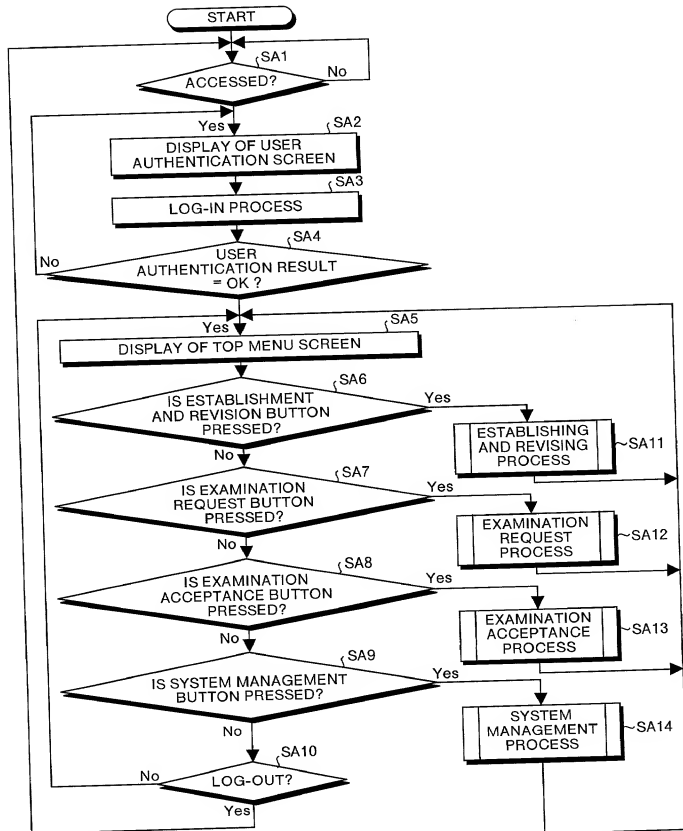 START
SA1
ACCESSED?
No
Yes
SA2
DISPLAY OF USER
AUTHENTICATION SCREEN
SA3
LOG-IN PROCESS
SA4
USER
AUTHENTICATION RESULT
= OK ?
No
Yes
SA5
DISPLAY OF TOP MENU SCREEN
SA6
IS ESTABLISHMENT
AND REVISION BUTTON
PRESSED?
Yes
ESTABLISHING
AND REVISING
PROCESS
SA11
No
SA7
IS EXAMINATION
REQUEST BUTTON
PRESSED?
Yes
EXAMINATION
REQUEST
PROCESS
SA12
No
SA8
IS EXAMINATION
ACCEPTANCE BUTTON
PRESSED?
Yes
EXAMINATION
ACCEPTANCE
PROCESS
SA13
No
SA9
IS SYSTEM MANAGEMENT
BUTTON PRESSED?
Yes
SYSTEM
MANAGEMENT
PROCESS
SA14
No
SA10
LOG-OUT?
No
Yes